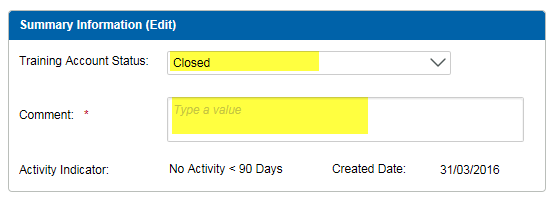 Summary Information (Edit)
Training Account Status: Closed
Comment: * Type a value
Activity Indicator: No Activity < 90 Days Created Date: 31/03/2016